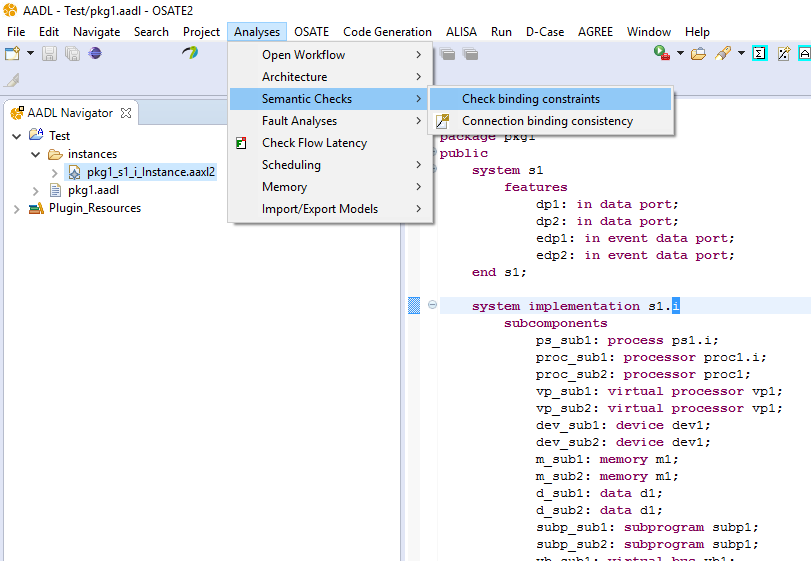 AADL - Test/pkg1.aadl - OSATE2
File Edit Navigate Search Project Analyses OSATE Code Generation ALISA Run D-Case AGREE Window Help
AADL Navigator
Test
instances
pkg1_s1_i_Instance.aaxl2
pkg1.aadl
Plugin_Resources
Open Workflow
Architecture
Semantic Checks
Fault Analyses
Check Flow Latency
Scheduling
Memory
Import/Export Models
Check binding constraints
Connection binding consistency
package pkg1
public
system s1
features
dp1: in data port;
dp2: in data port;
edp1: in event data port;
edp2: in event data port;
end s1;
system implementation s1.i
subcomponents
ps_sub1: process ps1.i;
proc_sub1: processor proc1.i;
proc_sub2: processor proc1;
vp_sub1: virtual processor vp1;
vp_sub2: virtual processor vp1;
dev_sub1: device dev1;
dev_sub2: device dev1;
m_sub1: memory m1;
m_sub2: memory m1;
d_sub1: data d1;
d_sub2: data d1;
subp_sub1: subprogram subp1;
subp_sub2: subprogram subp1;
vb_sub1: virtual bus vb1;